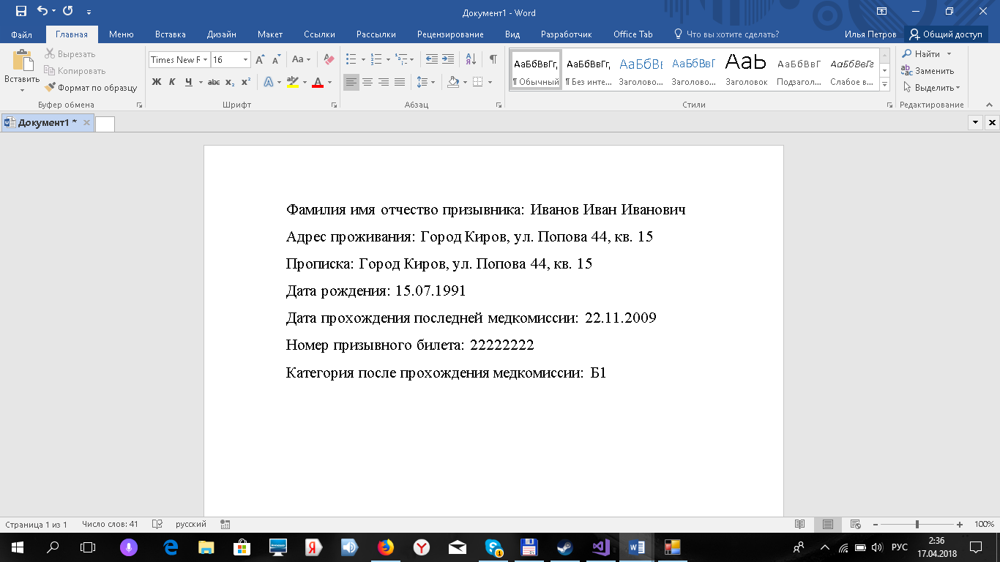 Документ1 - Word
Файл Главная Меню Вставка Дизайн Макет Ссылки Рассылки Рецензирование Вид Разработчик Office Tab Что вы хотите сделать? Илья Петров Общий доступ
Вставить
Вырезать
Копировать
Формат по образцу
Буфер обмена
Times New F 16
Аа
Ж К Ч abc x₂ x²
Шрифт
Абзац
АаБбВвГг, АаБбВвГг, АаБбВв АаБбВвГ АаЬ АаБбВвГ АаБбВвГг
¶ Обычный ¶ Без инте... Заголово... Заголово... Заголовок Подзагол... Слабое в...
Стили
Найти
Заменить
Выделить
Редактирование
Документ1 *
Фамилия имя отчество призывника: Иванов Иван Иванович
Адрес проживания: Город Киров, ул. Попова 44, кв. 15
Прописка: Город Киров, ул. Попова 44, кв. 15
Дата рождения: 15.07.1991
Дата прохождения последней медкомиссии: 22.11.2009
Номер призывного билета: 22222222
Категория после прохождения медкомиссии: Б1
Страница 1 из 1 Число слов: 41 русский 100%
РУС
2:36
17.04.2018